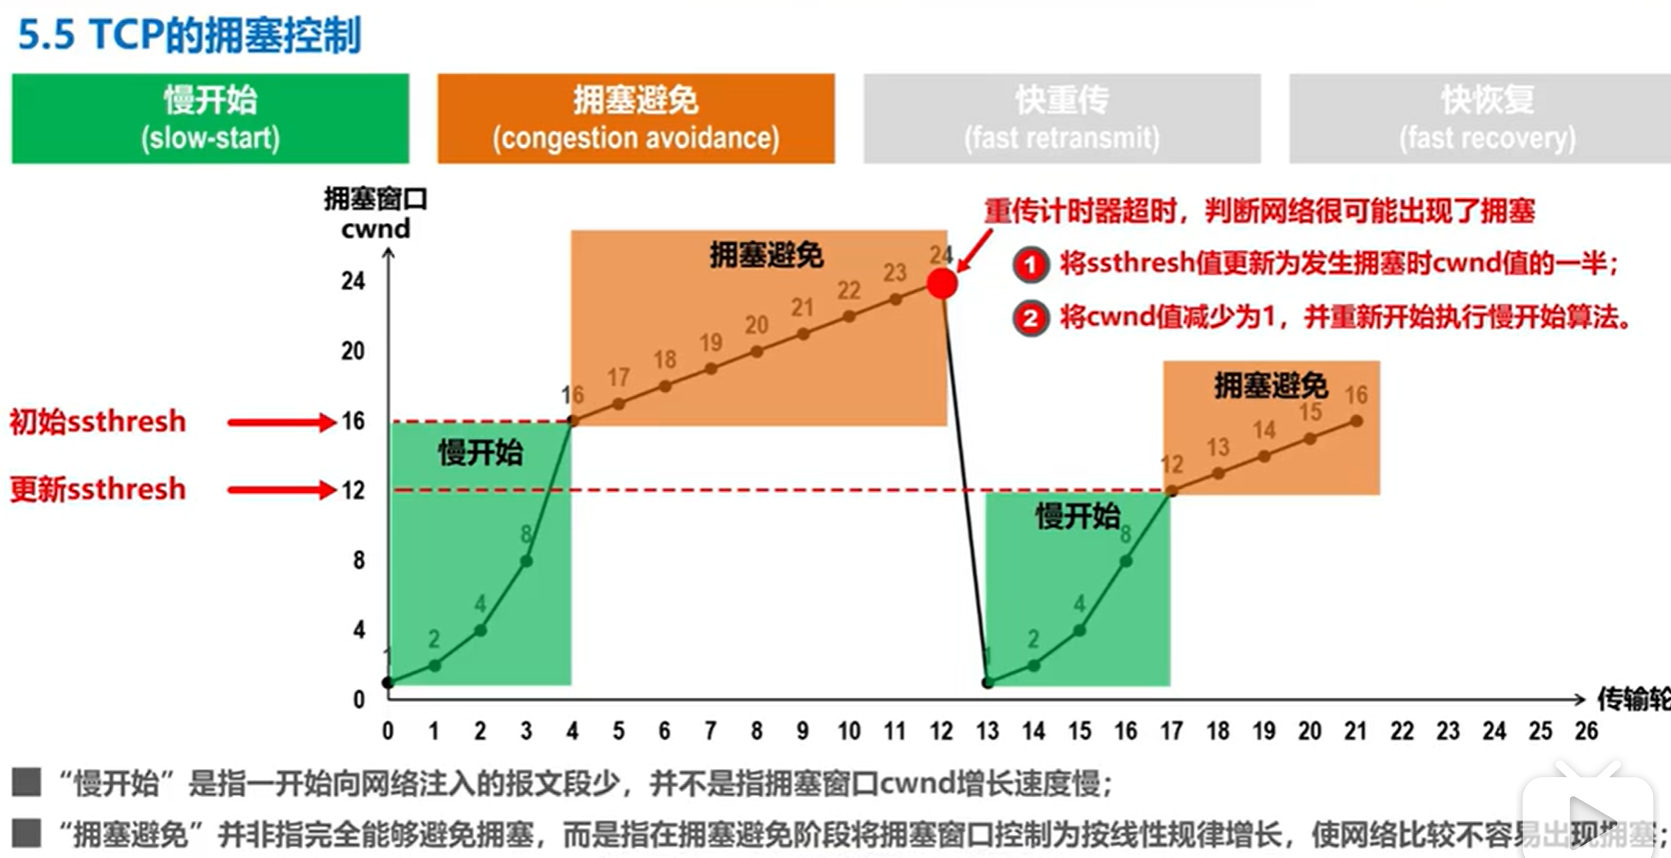 5.5 TCP的拥塞控制
慢开始
(slow-start)
拥塞避免
(congestion avoidance)
快重传
(fast retransmit)
快恢复
(fast recovery)
拥塞窗口
cwnd
重传计时器超时，判断网络很可能出现了拥塞
1 将ssthresh值更新为发生拥塞时cwnd值的一半；
2 将cwnd值减少为1，并重新开始执行慢开始算法。
拥塞避免
24
23
22
21
20
19
18
17
16
24
20
初始ssthresh
16
更新ssthresh
12
8
4
0
慢开始
8
4
2
1
拥塞避免
16
15
14
13
12
慢开始
8
4
2
1
传输轮
0 1 2 3 4 5 6 7 8 9 10 11 12 13 14 15 16 17 18 19 20 21 22 23 24 25 26
“慢开始”是指一开始向网络注入的报文段少，并不是指拥塞窗口cwnd增长速度慢；
“拥塞避免”并非指完全能够避免拥塞，而是指在拥塞避免阶段将拥塞窗口控制为按线性规律增长，使网络比较不容易出现拥塞；